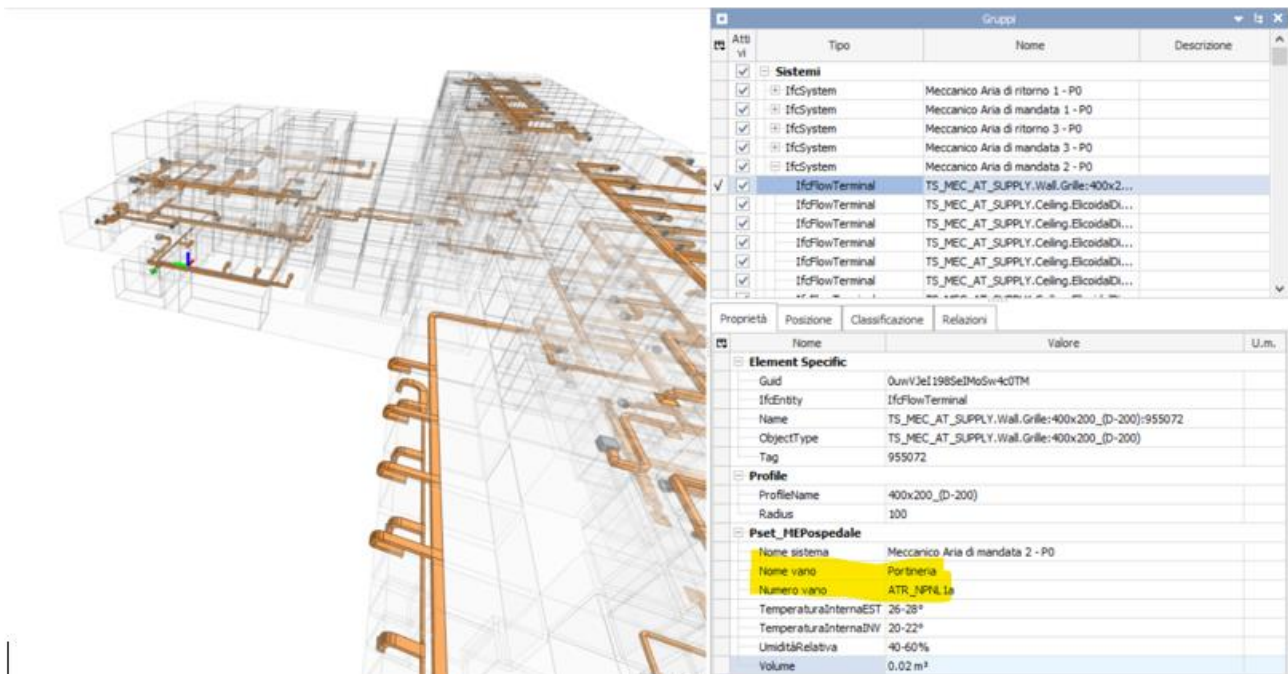 Gruppi
Atti vi Tipo Nome Descrizione
Sistemi
IfcSystem Meccanico Aria di ritorno 1 - P0
IfcSystem Meccanico Aria di mandata 1 - P0
IfcSystem Meccanico Aria di ritorno 3 - P0
IfcSystem Meccanico Aria di mandata 3 - P0
IfcSystem Meccanico Aria di mandata 2 - P0
IfcFlowTerminal TS_MEC_AT_SUPPLY.Wall.Grille:400x2...
IfcFlowTerminal TS_MEC_AT_SUPPLY.Ceiling.ElicoidalDi...
IfcFlowTerminal TS_MEC_AT_SUPPLY.Ceiling.ElicoidalDi...
IfcFlowTerminal TS_MEC_AT_SUPPLY.Ceiling.ElicoidalDi...
IfcFlowTerminal TS_MEC_AT_SUPPLY.Ceiling.ElicoidalDi...
IfcFlowTerminal TS_MEC_AT_SUPPLY.Ceiling.ElicoidalDi...
Proprietà Posizione Classificazione Relazioni
Nome Valore U.m.
Element Specific
Guid 0uwVJeI198SeIMoSw4c0TM
IfcEntity IfcFlowTerminal
Name TS_MEC_AT_SUPPLY.Wall.Grille:400x200_(D-200):955072
ObjectType TS_MEC_AT_SUPPLY.Wall.Grille:400x200_(D-200)
Tag 955072
Profile
ProfileName 400x200_(D-200)
Radius 100
Pset_MEPospedale
Nome sistema Meccanico Aria di mandata 2 - P0
Nome vano Portineria
Numero vano ATR_NPNL1a
TemperaturaInternaEST 26-28°
TemperaturaInternaINV 20-22°
UmiditàRelativa 40-60%
Volume 0.02 m³